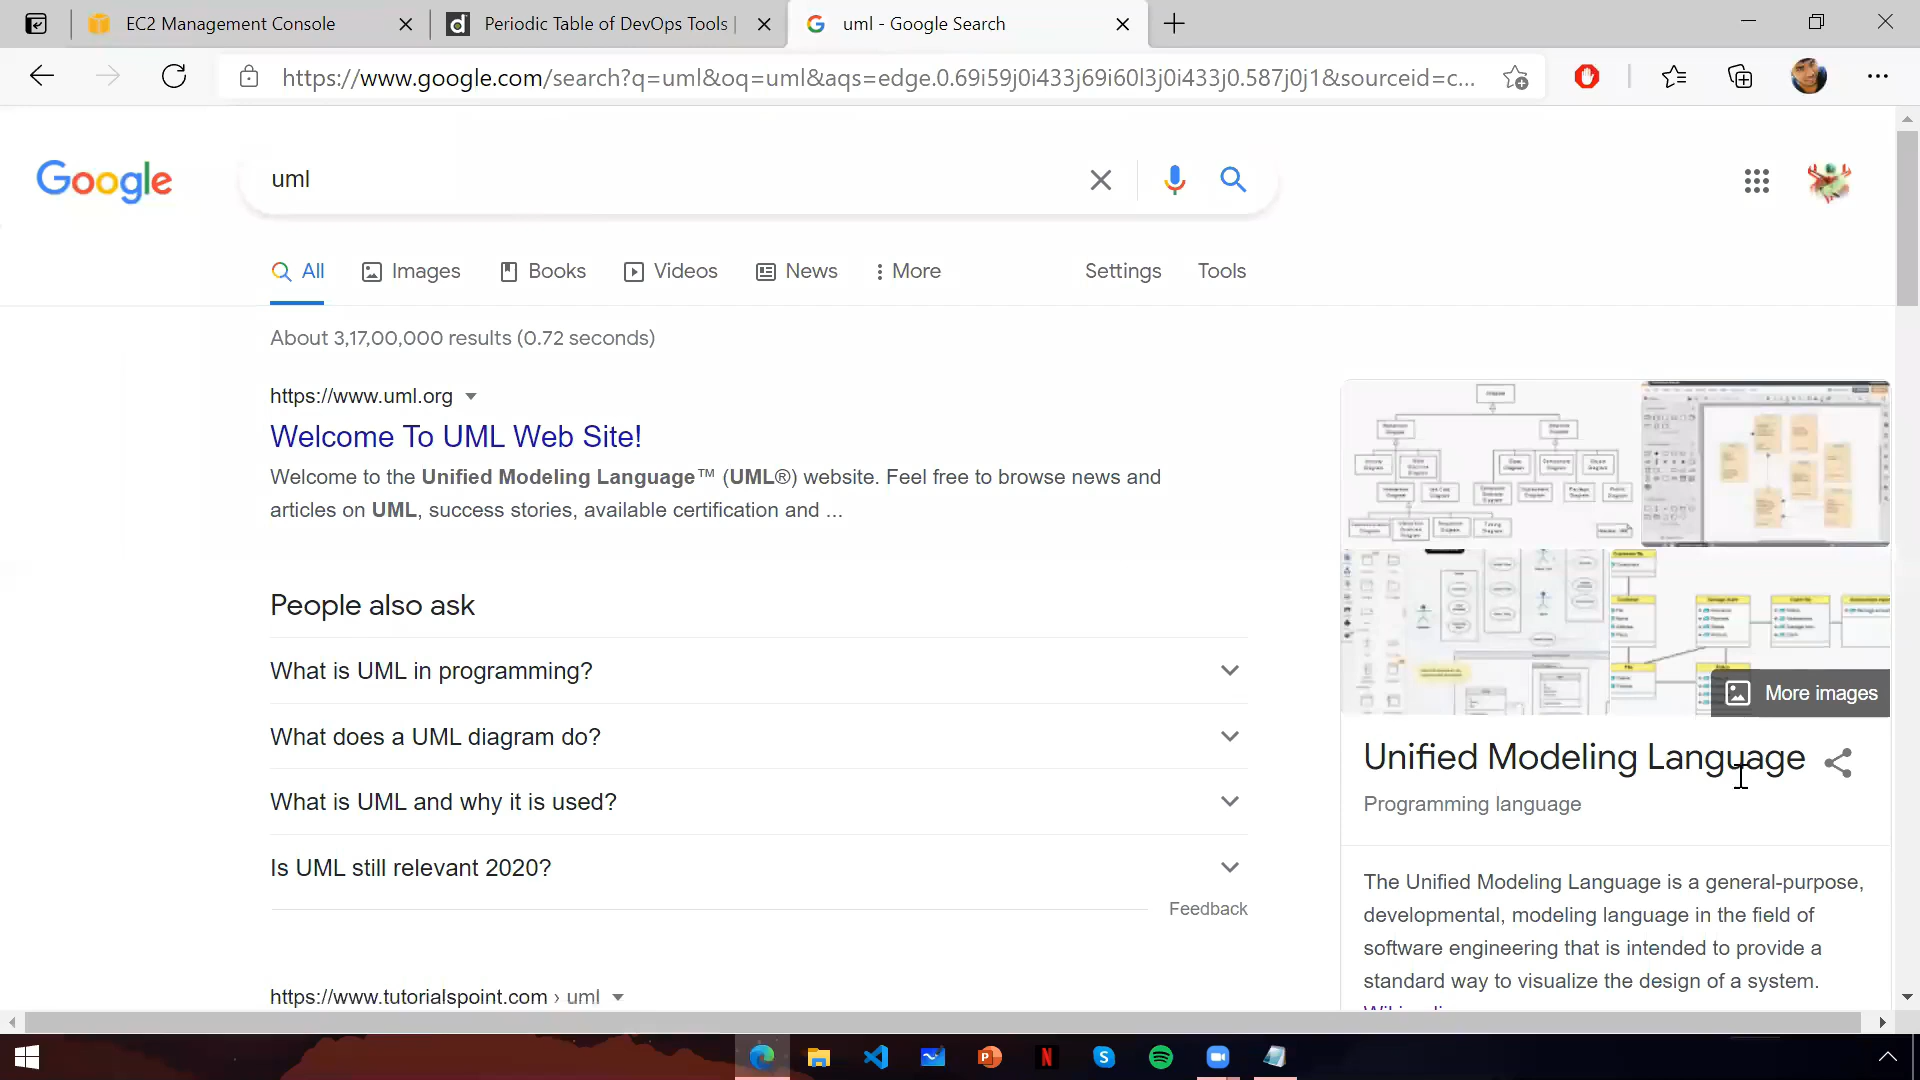 EC2 Management Console
Periodic Table of DevOps Tools |
uml - Google Search
https://www.google.com/search?q=uml&oq=uml&aqs=edge.0.69i59j0i433j69i60l3j0i433j0.587j0j1&sourceid=c...
Google
uml
All
Images
Books
Videos
News
More
Settings
Tools
About 3,17,00,000 results (0.72 seconds)
https://www.uml.org
Welcome To UML Web Site!
Welcome to the Unified Modeling Language™ (UML®) website. Feel free to browse news and
articles on UML, success stories, available certification and ...
People also ask
What is UML in programming?
What does a UML diagram do?
What is UML and why it is used?
Is UML still relevant 2020?
Feedback
https://www.tutorialspoint.com › uml
More images
Unified Modeling Language
Programming language
The Unified Modeling Language is a general-purpose,
developmental, modeling language in the field of
software engineering that is intended to provide a
standard way to visualize the design of a system.